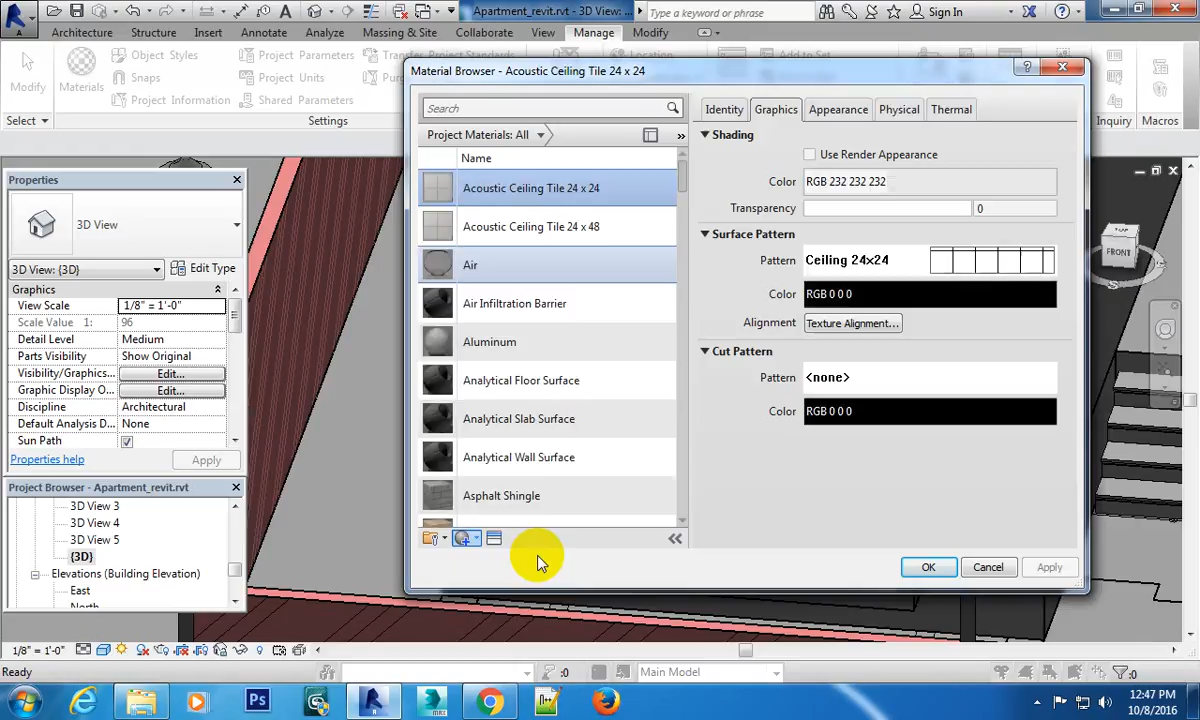 Apartment_revit.rvt - 3D View: ...
Type a keyword or phrase
Sign In
Architecture
Structure
Insert
Annotate
Analyze
Massing & Site
Collaborate
View
Manage
Modify
Modify
Materials
Object Styles
Snaps
Project Information
Project Parameters
Project Units
Shared Parameters
Select
Settings
Inquiry
Macros
Material Browser - Acoustic Ceiling Tile 24 x 24
Search
Project Materials: All
Name
Acoustic Ceiling Tile 24 x 24
Acoustic Ceiling Tile 24 x 48
Air
Air Infiltration Barrier
Aluminum
Analytical Floor Surface
Analytical Slab Surface
Analytical Wall Surface
Asphalt Shingle
Identity
Graphics
Appearance
Physical
Thermal
Shading
Use Render Appearance
Color
RGB 232 232 232
Transparency
0
Surface Pattern
Pattern
Ceiling 24x24
Color
RGB 0 0 0
Alignment
Texture Alignment...
Cut Pattern
Pattern
<none>
Color
RGB 0 0 0
OK
Cancel
Apply
Properties
3D View
3D View: {3D}
Edit Type
Graphics
View Scale
1/8" = 1'-0"
Scale Value 1:
96
Detail Level
Medium
Parts Visibility
Show Original
Visibility/Graphics...
Edit...
Graphic Display O...
Edit...
Discipline
Architectural
Default Analysis D...
None
Sun Path
Properties help
Apply
Project Browser - Apartment_revit.rvt
3D View 3
3D View 4
3D View 5
{3D}
Elevations (Building Elevation)
East
North
FRONT
S
1/8" = 1'-0"
Ready
:0
Main Model
:0
12:47 PM
10/8/2016